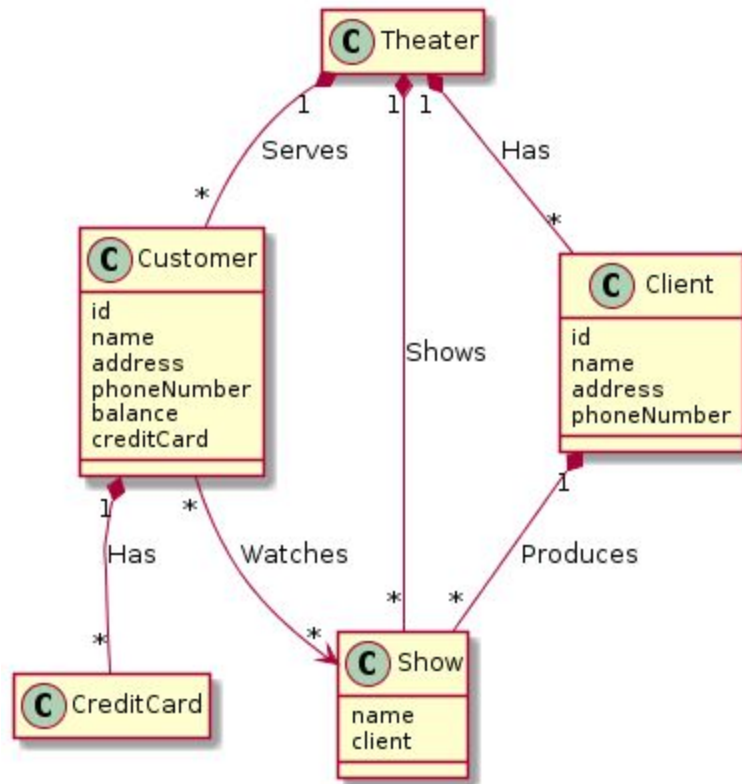 C Theater
1
1
1
Serves
Has
*
*
C Customer
id
name
address
phoneNumber
balance
creditCard
C Client
id
name
address
phoneNumber
Shows
1
*
1
Has
Watches
Produces
*
*
*
*
C CreditCard
C Show
name
client